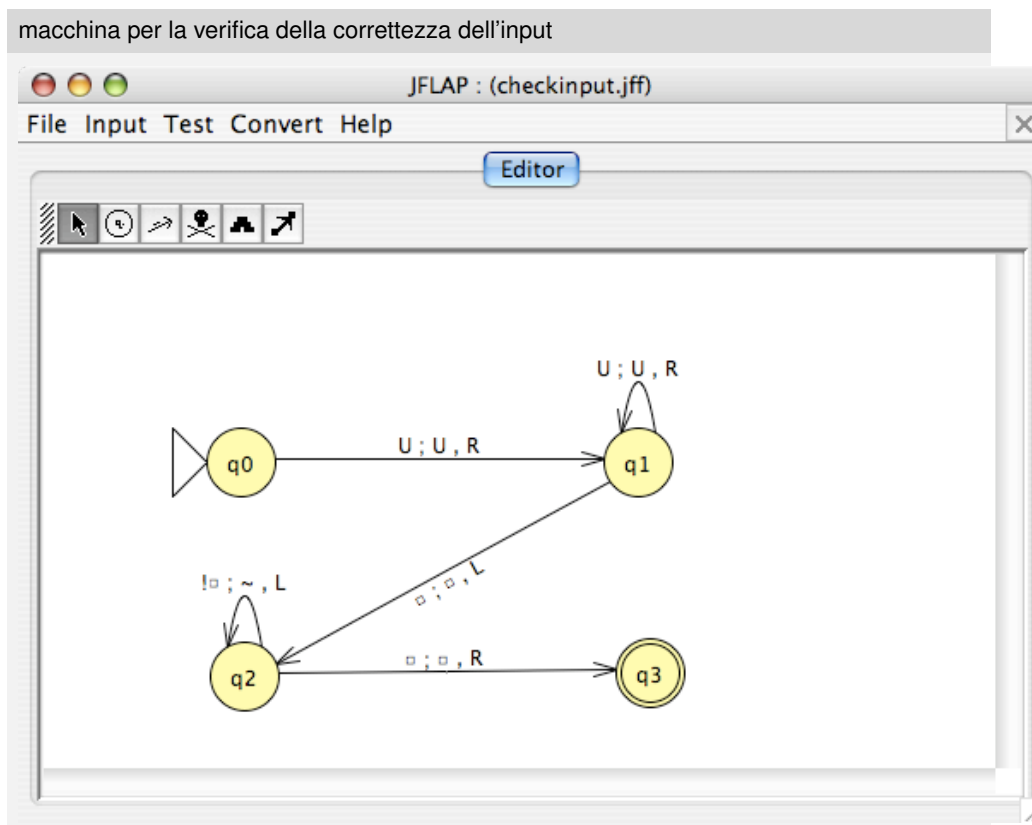 macchina per la verifica della correttezza dell'input
JFLAP : (checkinput.jff)
File Input Test Convert Help
Editor
U ; U , R
U ; U , R
q0
q1
!□ ; ~ , L
□ ; □ , L
□ ; □ , R
q2
q3